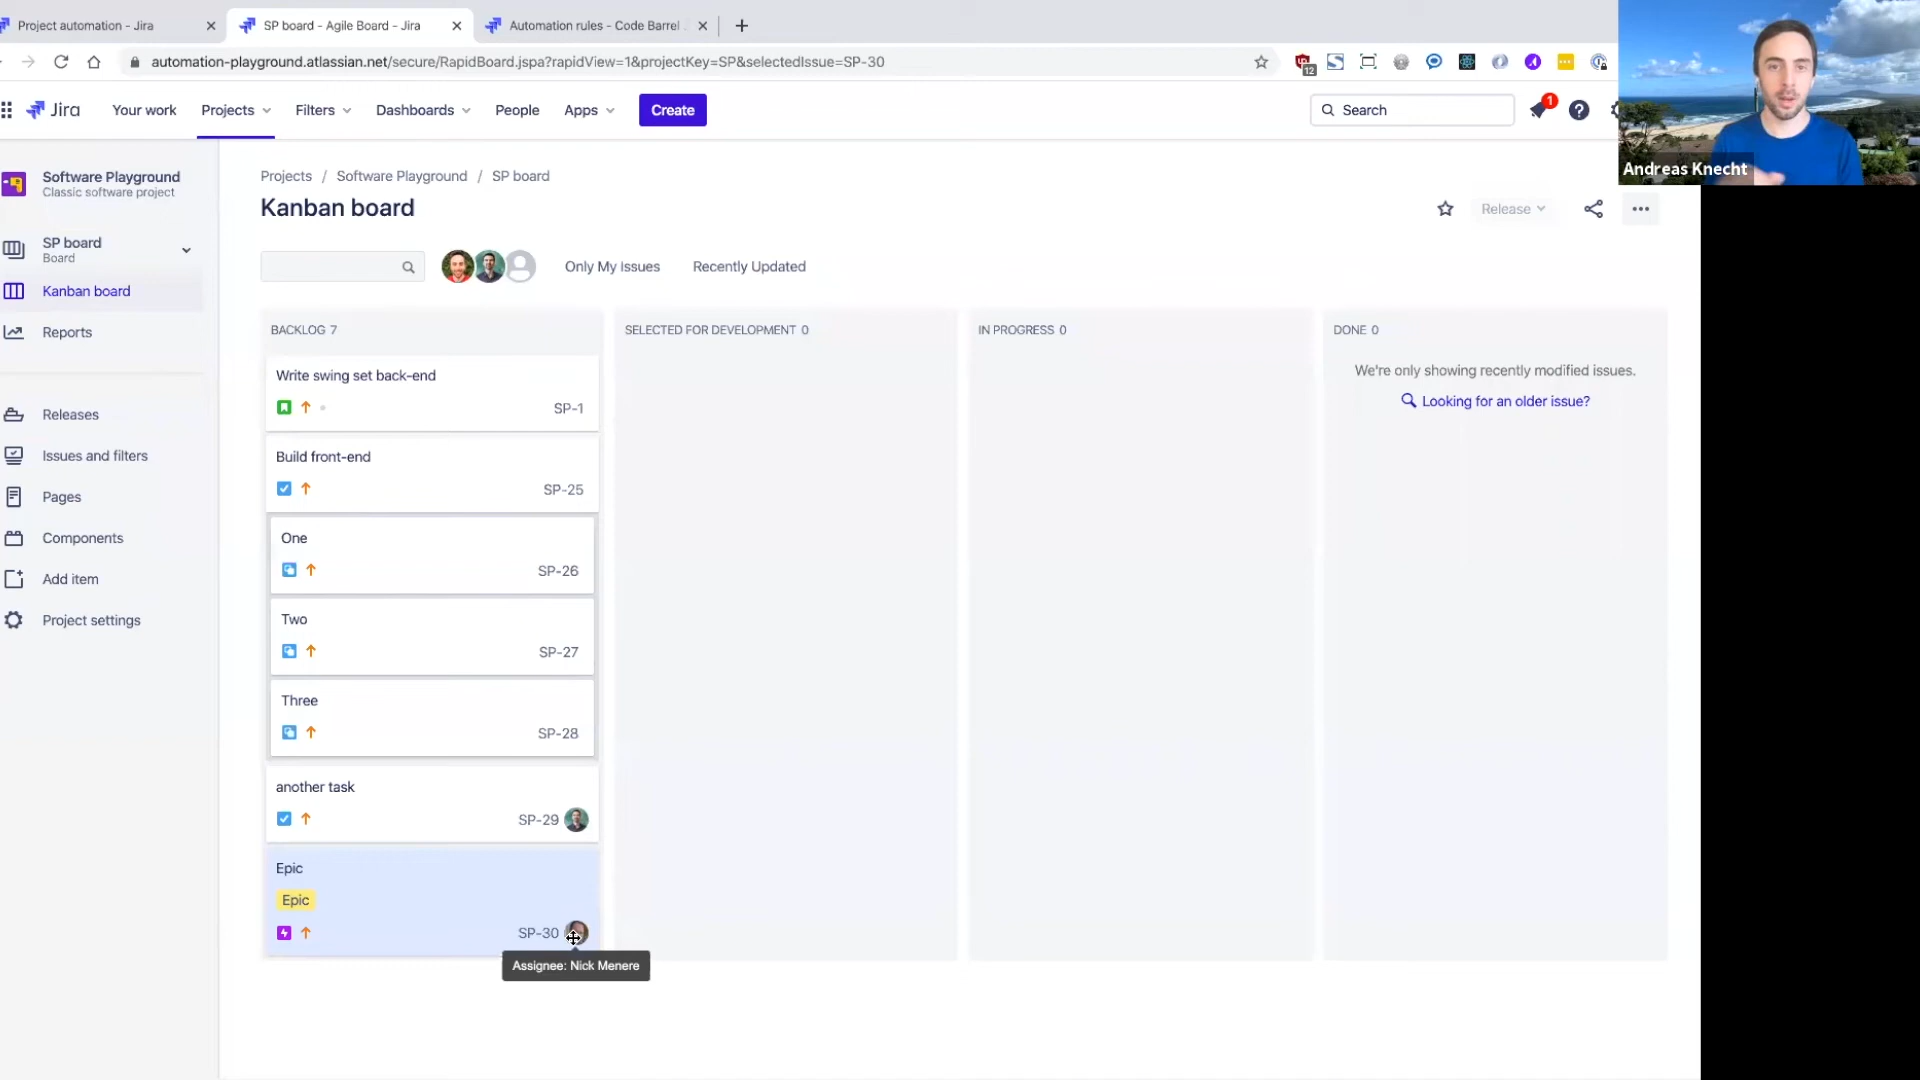 Project automation - Jira
SP board - Agile Board - Jira
Automation rules - Code Barrel
automation-playground.atlassian.net/secure/RapidBoard.jspa?rapidView=1&projectKey=SP&selectedIssue=SP-30
12
Jira
Your work
Projects
Filters
Dashboards
People
Apps
Create
Search
1
Andreas Knecht
Software Playground
Classic software project
SP board
Board
Kanban board
Reports
Releases
Issues and filters
Pages
Components
Add item
Project settings
Projects / Software Playground / SP board
Kanban board
Release
Only My Issues
Recently Updated
BACKLOG 7
SELECTED FOR DEVELOPMENT 0
IN PROGRESS 0
DONE 0
We're only showing recently modified issues.
Looking for an older issue?
Write swing set back-end
SP-1
Build front-end
SP-25
One
SP-26
Two
SP-27
Three
SP-28
another task
SP-29
Epic
Epic
SP-30
Assignee: Nick Menere